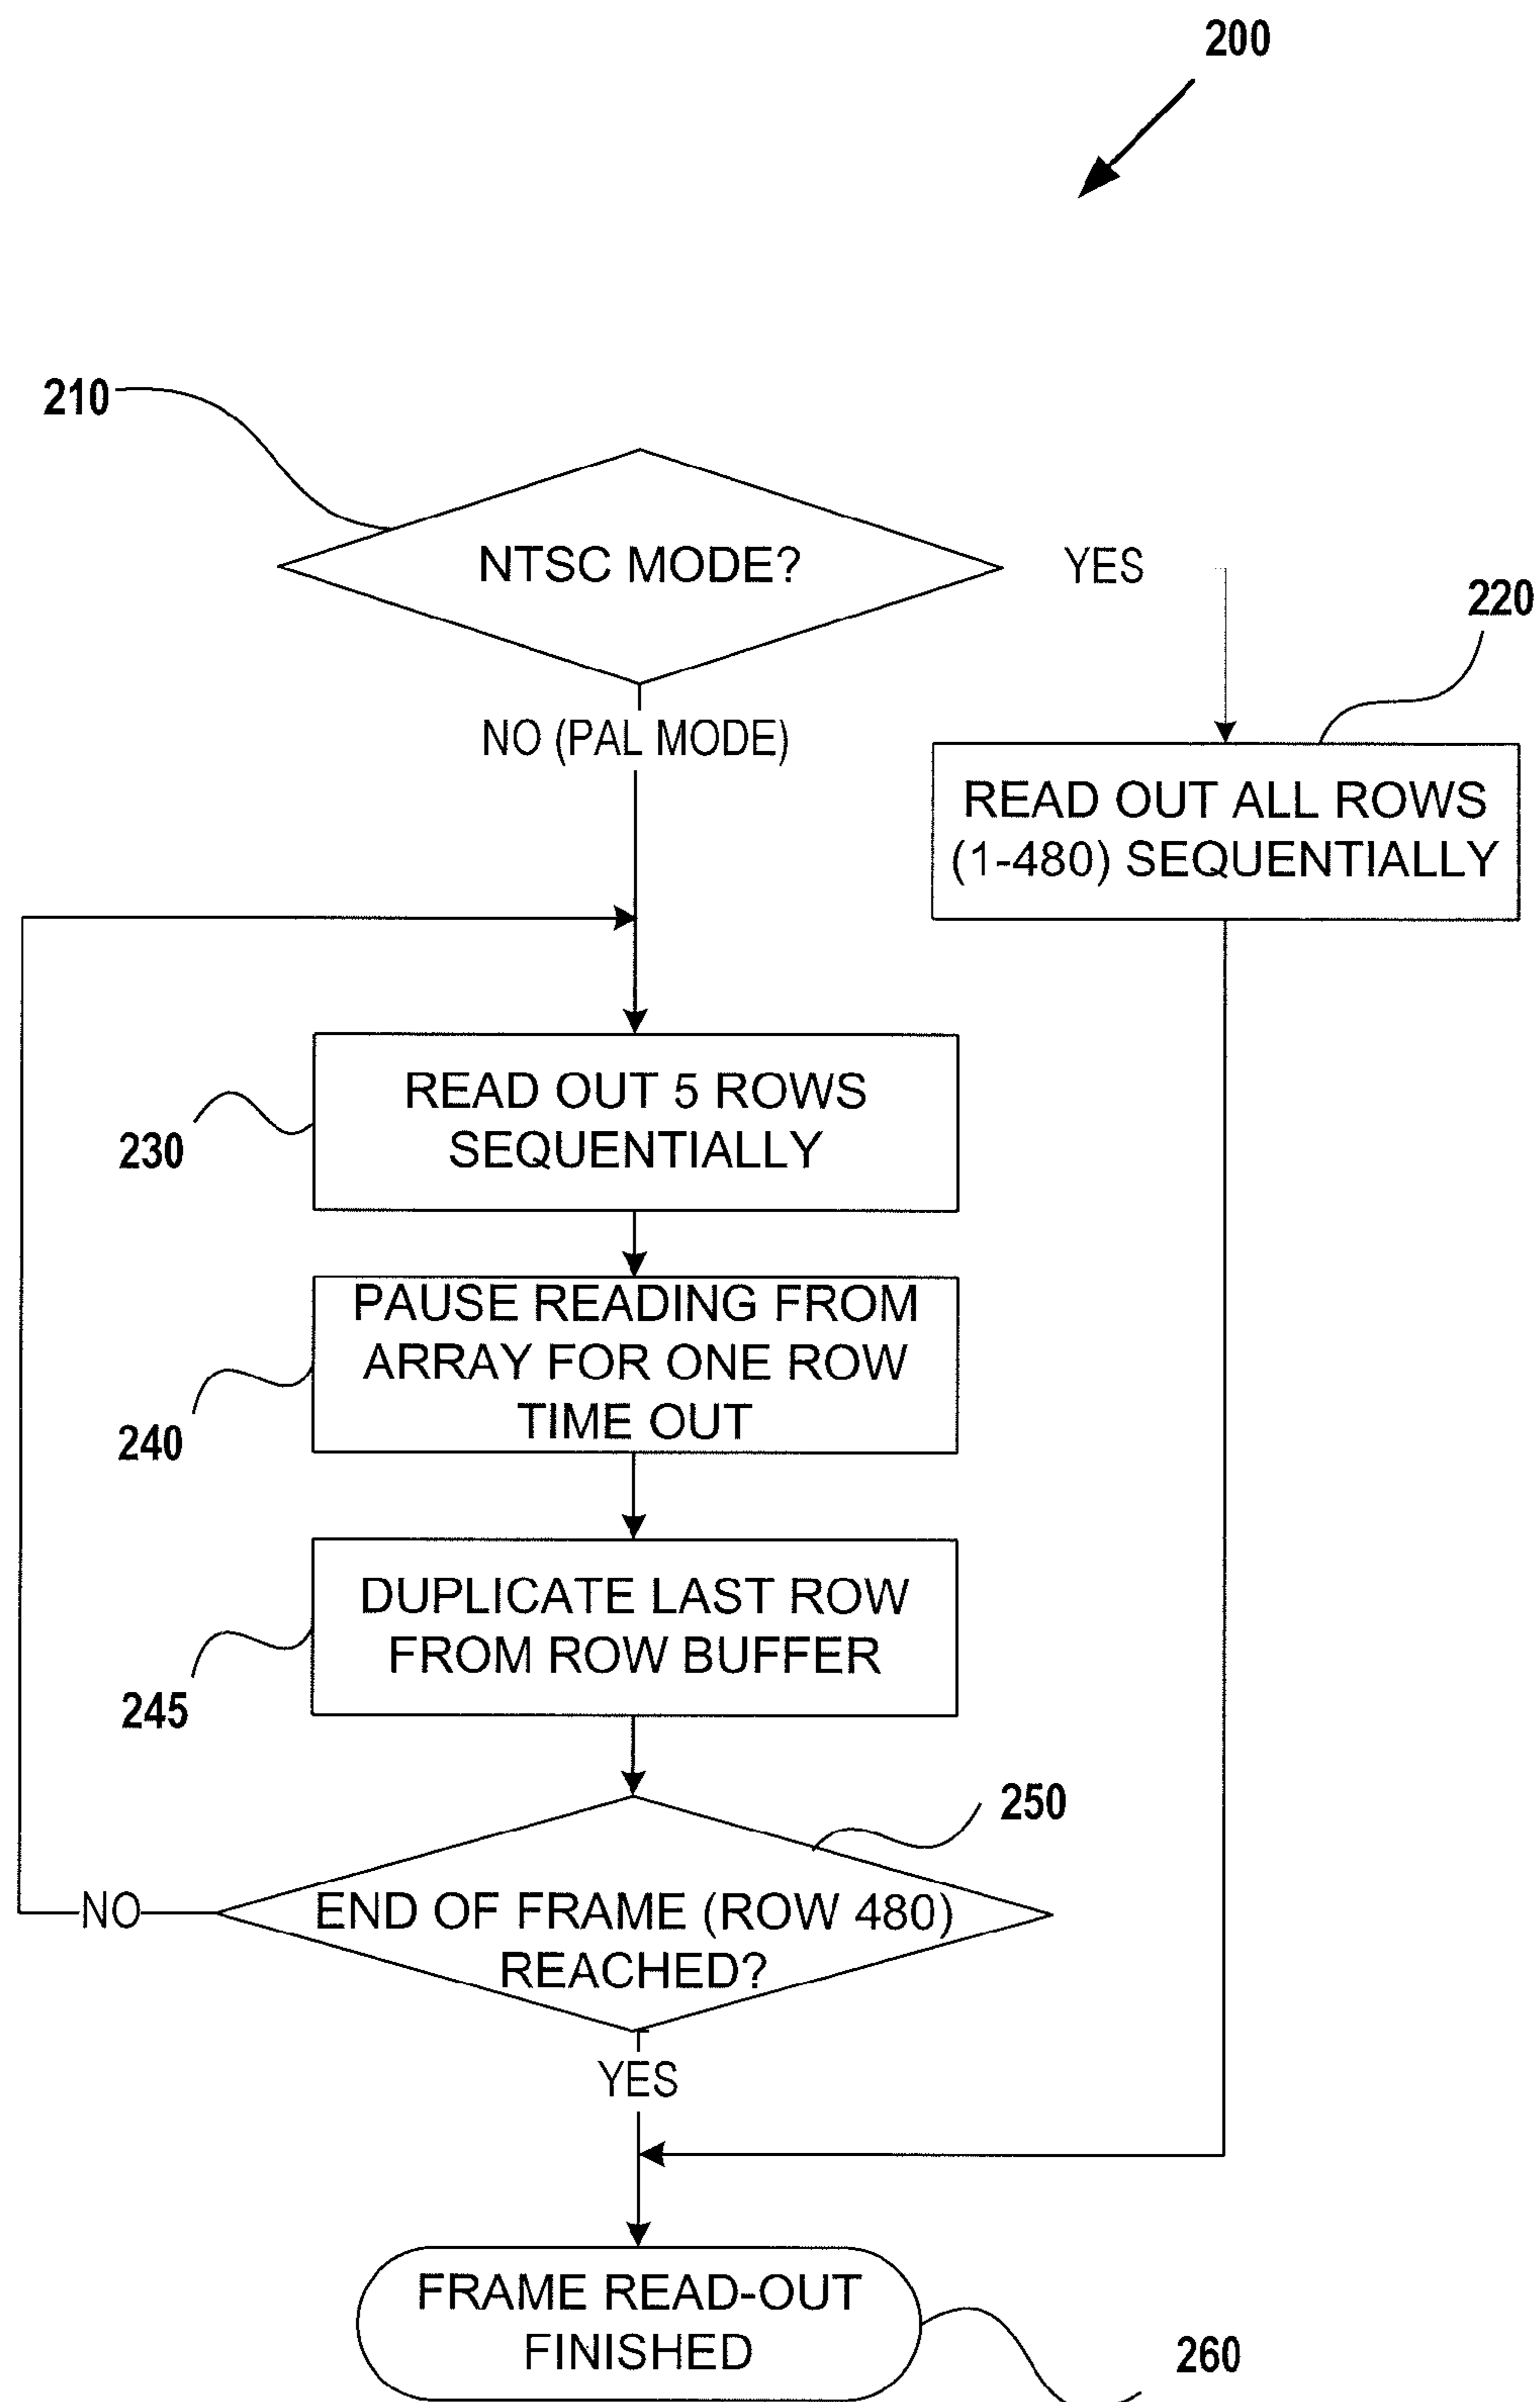 200
210
NTSC MODE?
YES
220
NO (PAL MODE)
READ OUT ALL ROWS
(1-480) SEQUENTIALLY
READ OUT 5 ROWS
SEQUENTIALLY
230
PAUSE READING FROM
ARRAY FOR ONE ROW
TIME OUT
240
DUPLICATE LAST ROW
FROM ROW BUFFER
245
250
NO
END OF FRAME (ROW 480)
REACHED?
YES
FRAME READ-OUT
FINISHED
260